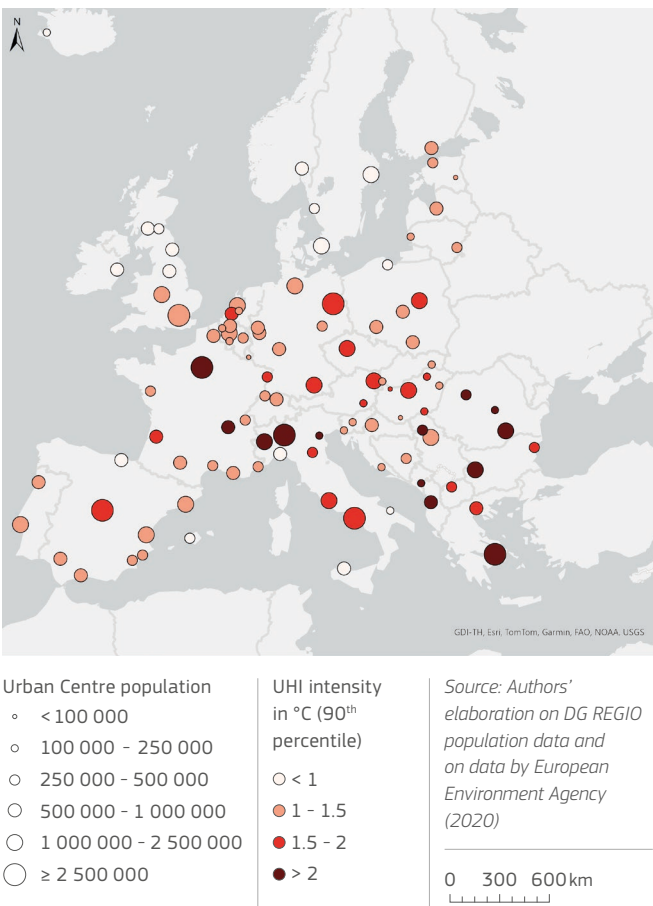 N
GDI-TH, Esri, TomTom, Garmin, FAO, NOAA, USGS
Urban Centre population
< 100 000
100 000 - 250 000
250 000 - 500 000
500 000 - 1 000 000
1 000 000 - 2 500 000
≥ 2 500 000
UHI intensity
in °C (90th
percentile)
< 1
1 - 1.5
1.5 - 2
> 2
Source: Authors'
elaboration on DG REGIO
population data and
on data by European
Environment Agency
(2020)
0 300 600 km